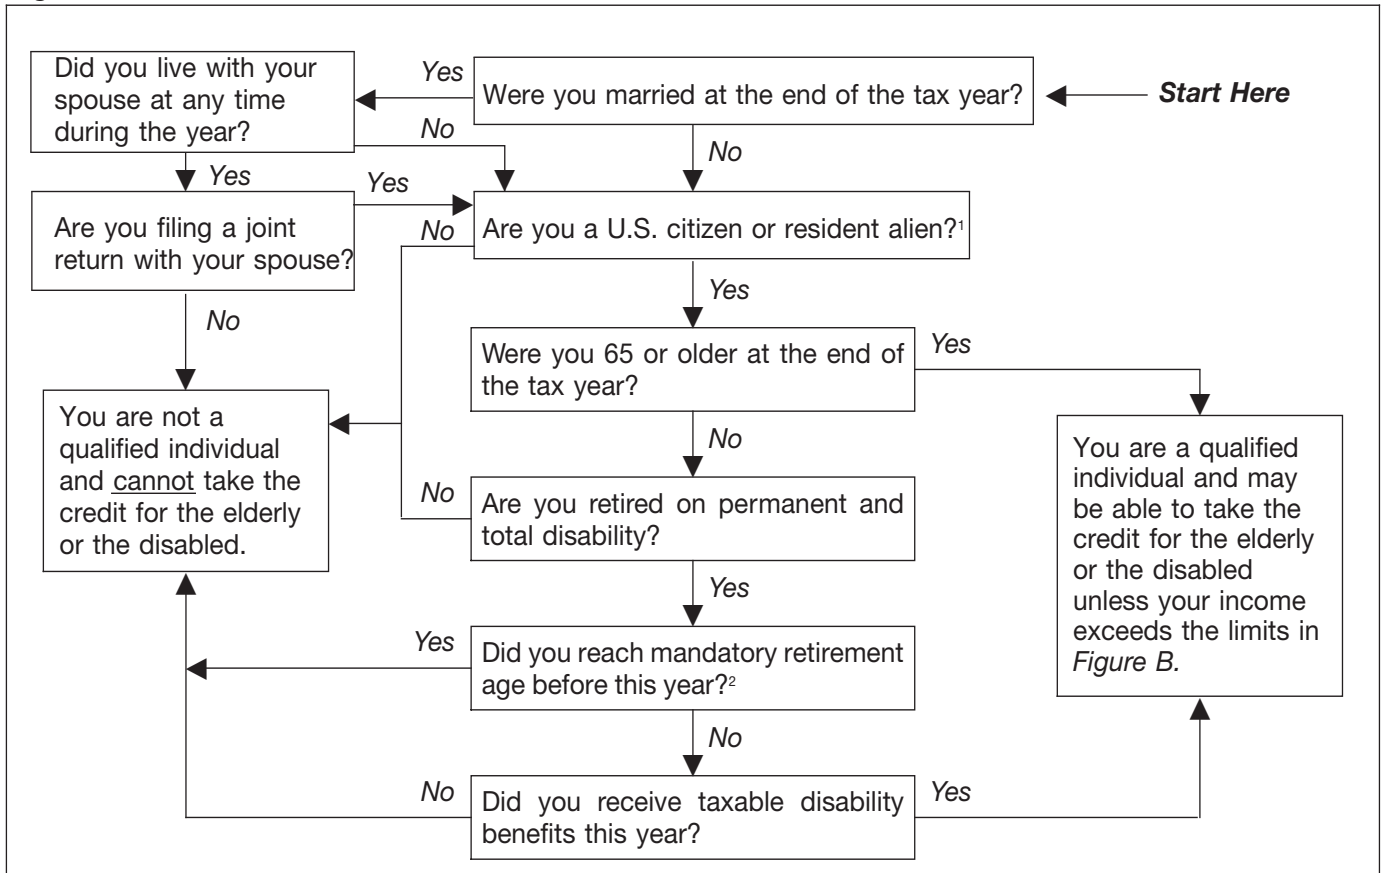 Did you live with your
spouse at any time
during the year?
Yes
Were you married at the end of the tax year?
Start Here
No
No
Yes
Yes
Are you filing a joint
return with your spouse?
No
Are you a U.S. citizen or resident alien?1
Yes
No
Were you 65 or older at the end of
the tax year?
Yes
You are not a
qualified individual
and cannot take the
credit for the elderly
or the disabled.
No
You are a qualified
individual and may
be able to take the
credit for the elderly
or the disabled
unless your income
exceeds the limits in
Figure B.
No
Are you retired on permanent and
total disability?
Yes
Yes
Did you reach mandatory retirement
age before this year?2
No
No
Did you receive taxable disability
benefits this year?
Yes